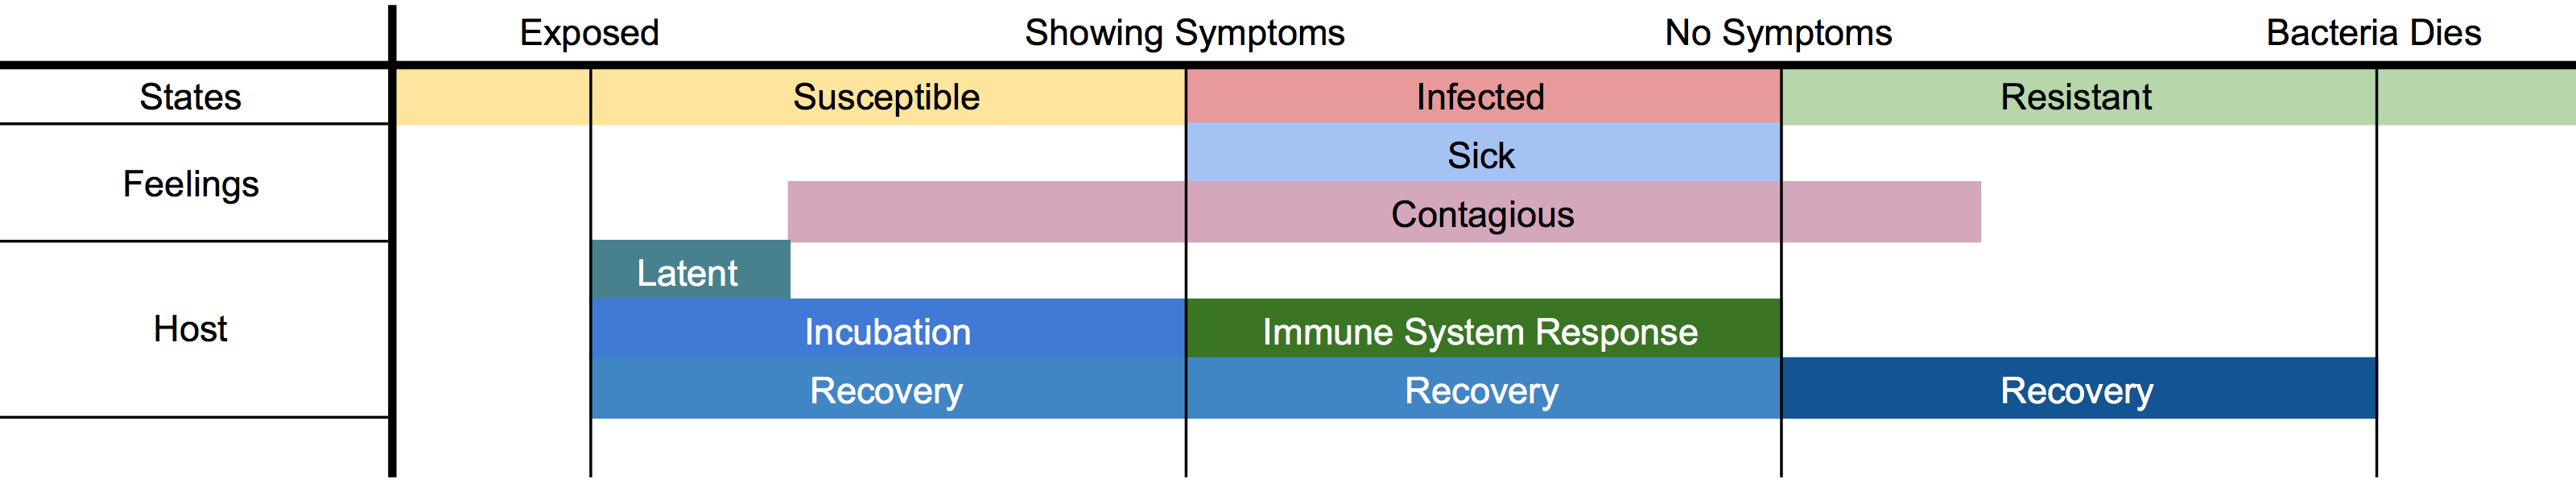 Exposed Showing Symptoms No Symptoms Bacteria Dies
States Susceptible Infected Resistant
Feelings Sick
Contagious
Host Latent
Incubation Immune System Response
Recovery Recovery Recovery